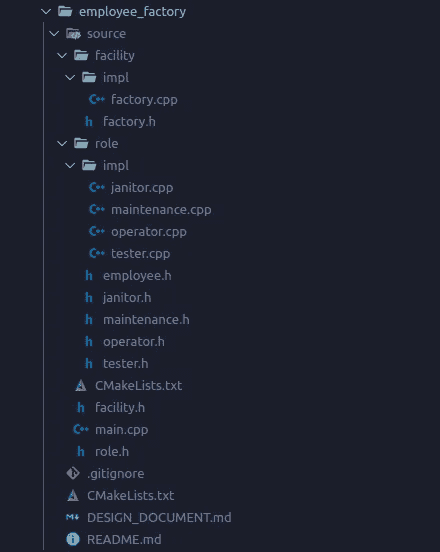 employee_factory
source
facility
impl
factory.cpp
factory.h
role
impl
janitor.cpp
maintenance.cpp
operator.cpp
tester.cpp
employee.h
janitor.h
maintenance.h
operator.h
tester.h
CMakeLists.txt
facility.h
main.cpp
role.h
.gitignore
CMakeLists.txt
DESIGN_DOCUMENT.md
README.md